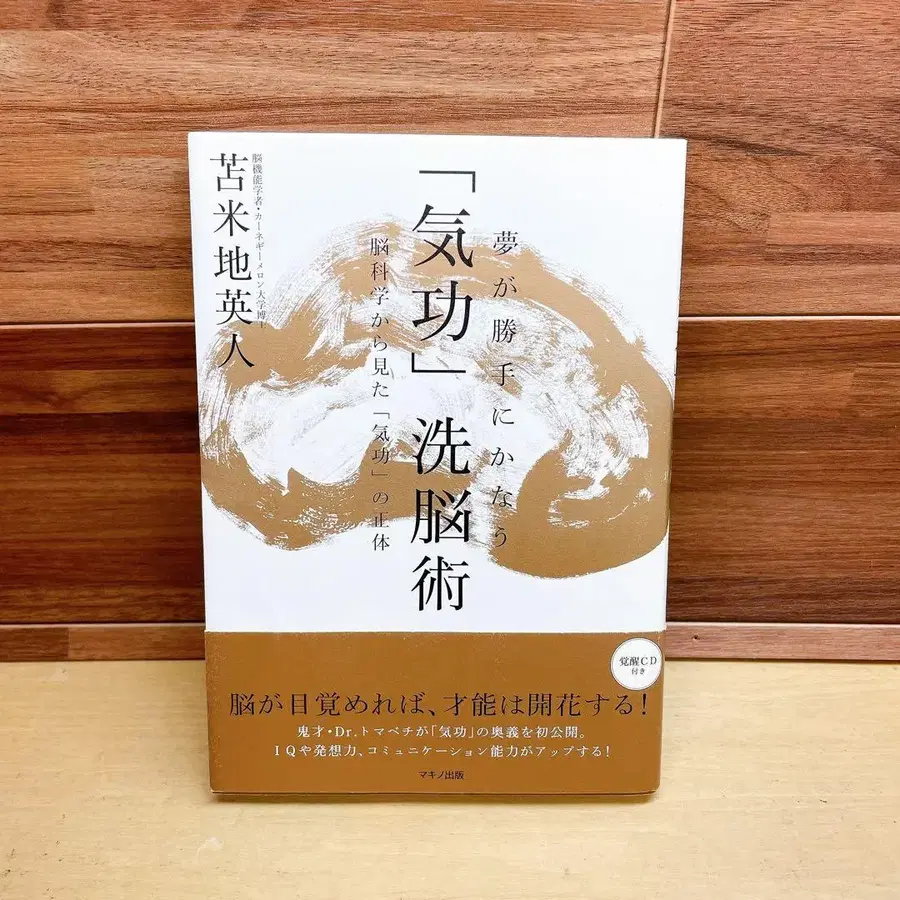 夢が勝手にかなう
「気功」洗脳術
脳科学から見た「気功」の正体
脳機能学者・カーネギーメロン大学博士
苫米地英人
覚醒CD
付き
脳が目覚めれば、才能は開花する!
鬼才・Dr.トマベチが「気功」の奥義を初公開。
IQや発想力、コミュニケーション能力がアップする!
マキノ出版